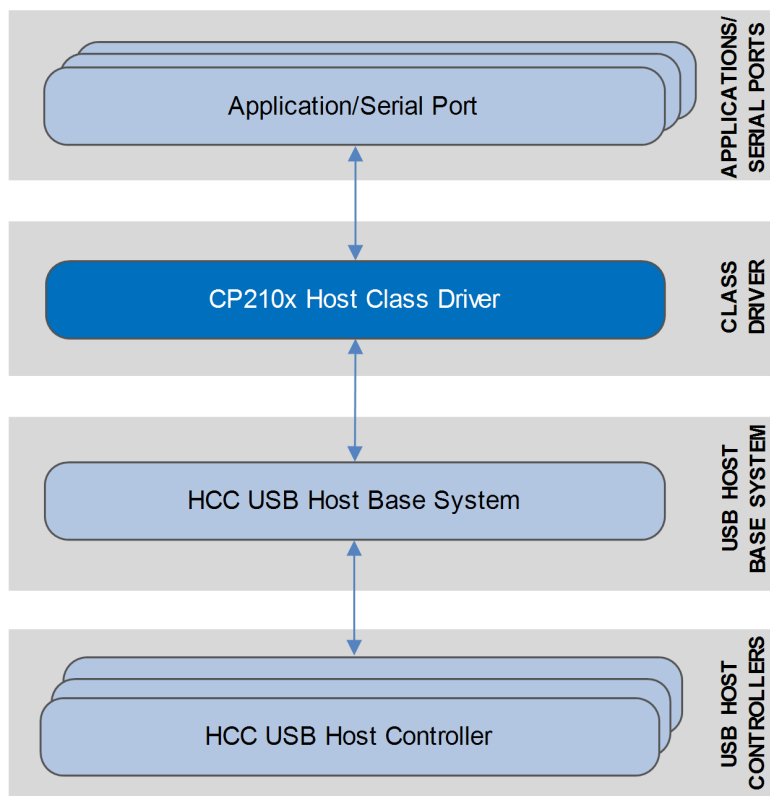 Application/Serial Port
APPLICATIONS/
SERIAL PORTS
CP210x Host Class Driver
CLASS
DRIVER
HCC USB Host Base System
USB HOST
BASE SYSTEM
HCC USB Host Controller
USB HOST
CONTROLLERS